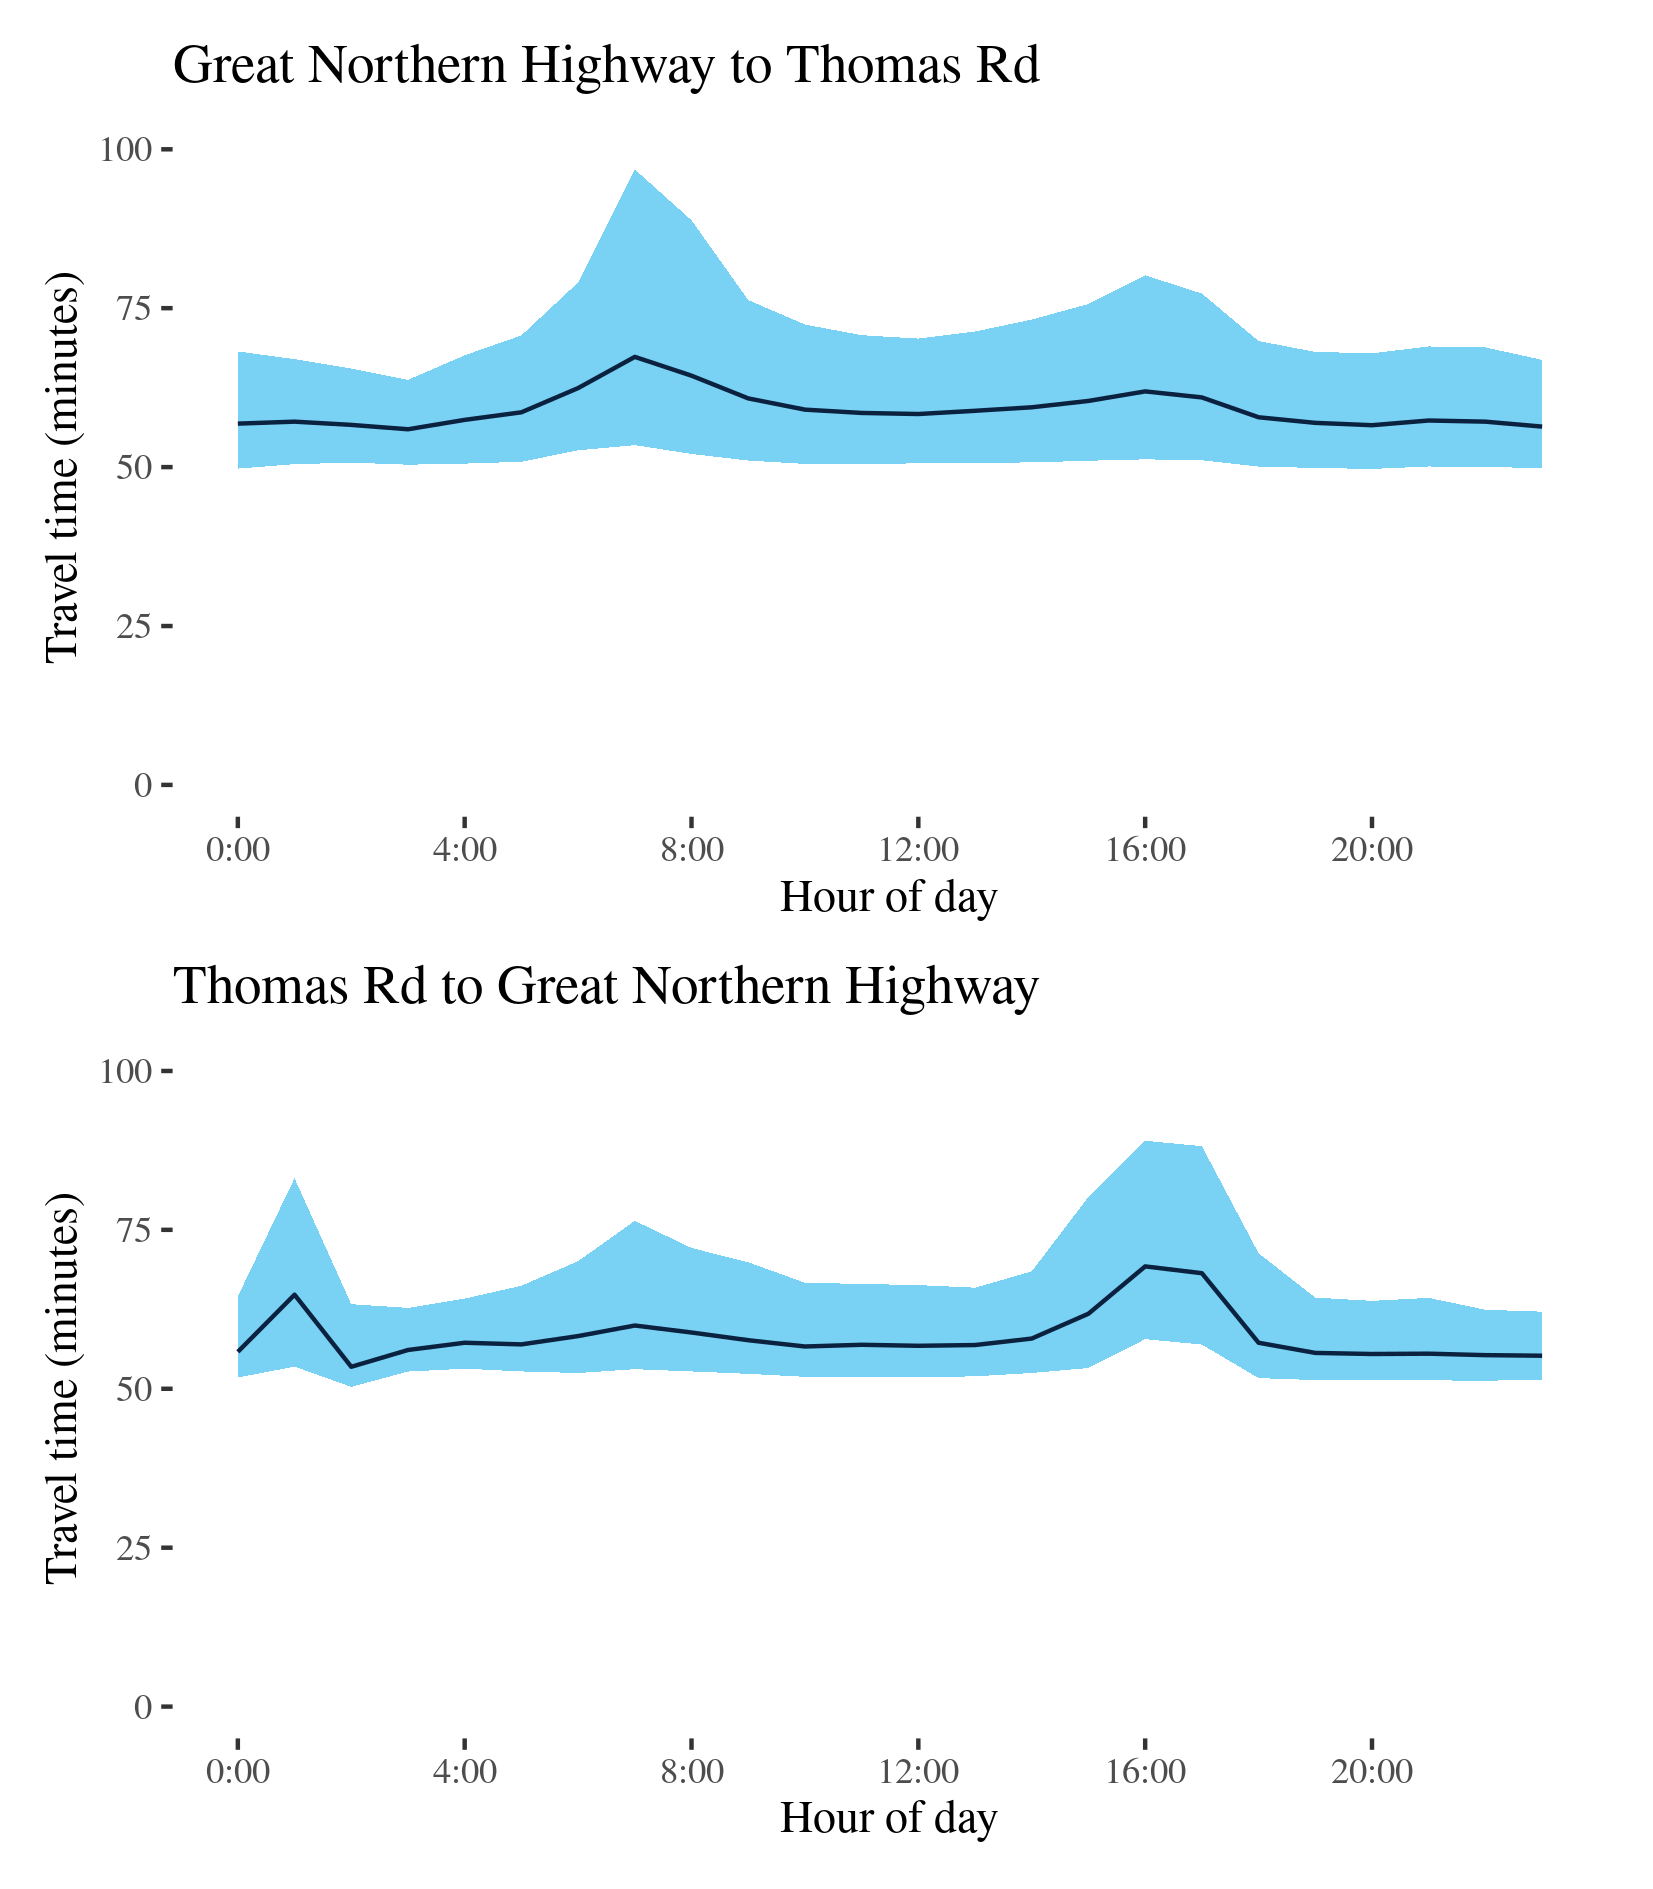 Great Northern Highway to Thomas Rd
100
75
50
25
0
Travel time (minutes)
0:00 4:00 8:00 12:00 16:00 20:00
Hour of day
Thomas Rd to Great Northern Highway
100
75
50
25
0
Travel time (minutes)
0:00 4:00 8:00 12:00 16:00 20:00
Hour of day